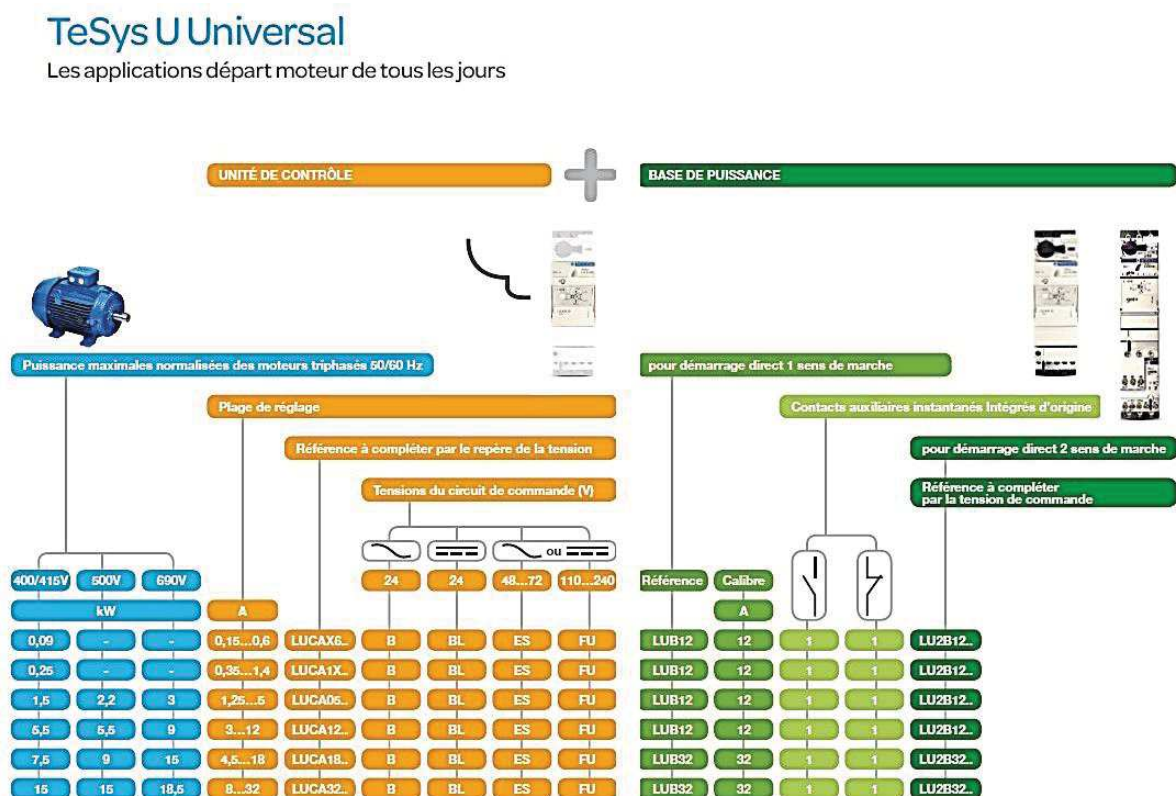 TeSys U Universal
Les applications départ moteur de tous les jours
UNITÉ DE CONTRÔLE
BASE DE PUISSANCE
Puissance maximales normalisées des moteurs triphasés 50/60 Hz
pour démarrage direct 1 sens de marche
Plage de réglage
Contacts auxiliaires instantanés Intégrés d'origine
Référence à compléter par le repère de la tension
pour démarrage direct 2 sens de marche
Tensions du circuit de commande (V)
Référence à compléter
par la tension de commande
ou
400/415V 500V 690V 24 24 48...72 110...240 Référence Calibre
kW A A
0,09 - - 0,15...0,6 LUCAX6.. B BL ES FU LUB12 12 1 1 LU2B12..
0,25 - - 0,35...1,4 LUCA1X.. B BL ES FU LUB12 12 1 1 LU2B12..
1,5 2,2 3 1,25...5 LUCA05.. B BL ES FU LUB12 12 1 1 LU2B12..
5,5 5,5 9 3...12 LUCA12.. B BL ES FU LUB12 12 1 1 LU2B12..
7,5 9 15 4,5...18 LUCA18.. B BL ES FU LUB32 32 1 1 LU2B32..
15 15 18,5 8...32 LUCA32.. B BL ES FU LUB32 32 1 1 LU2B32..